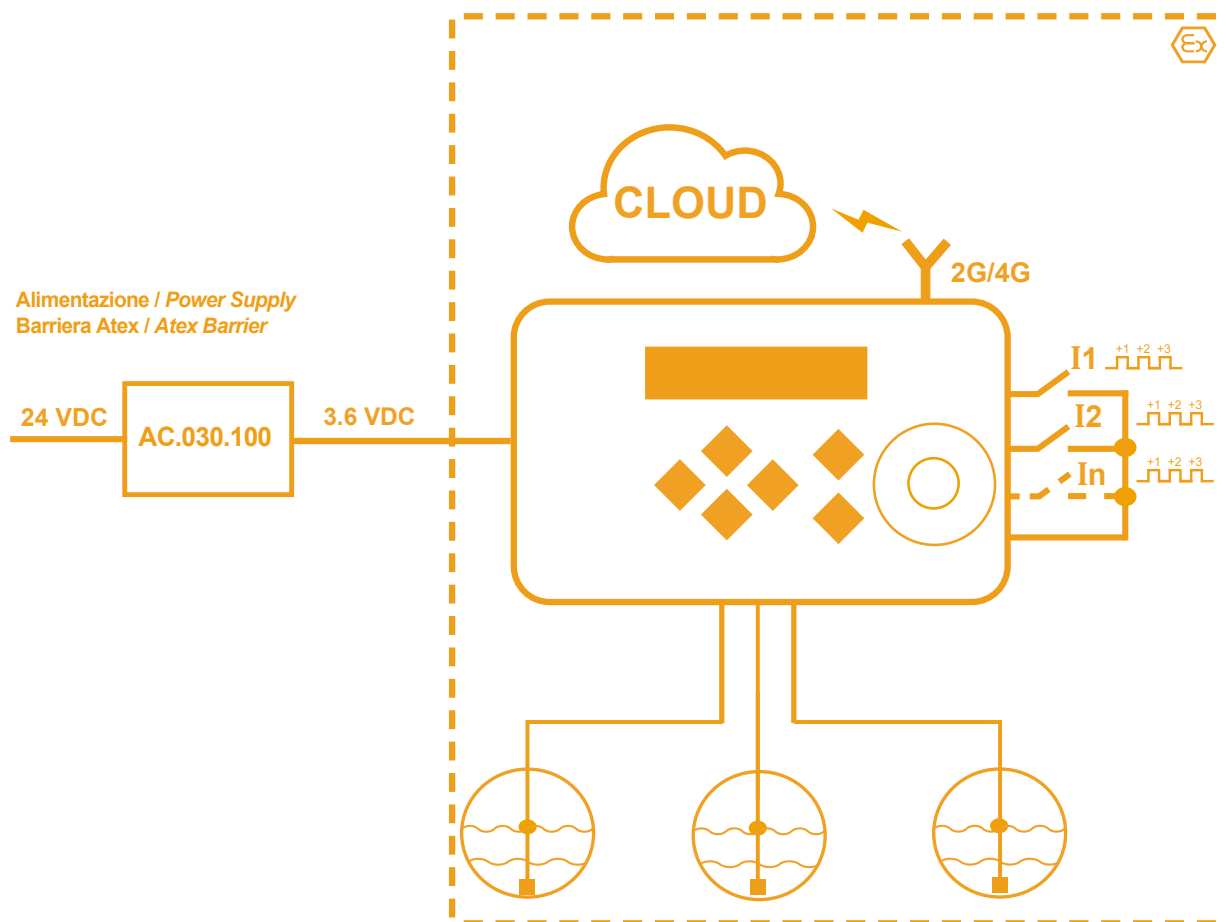 Ex
CLOUD
2G/4G
Alimentazione / Power Supply
Barriera Atex / Atex Barrier
24 VDC
AC.030.100
3.6 VDC
I1
+1 +2 +3
I2
+1 +2 +3
In
+1 +2 +3